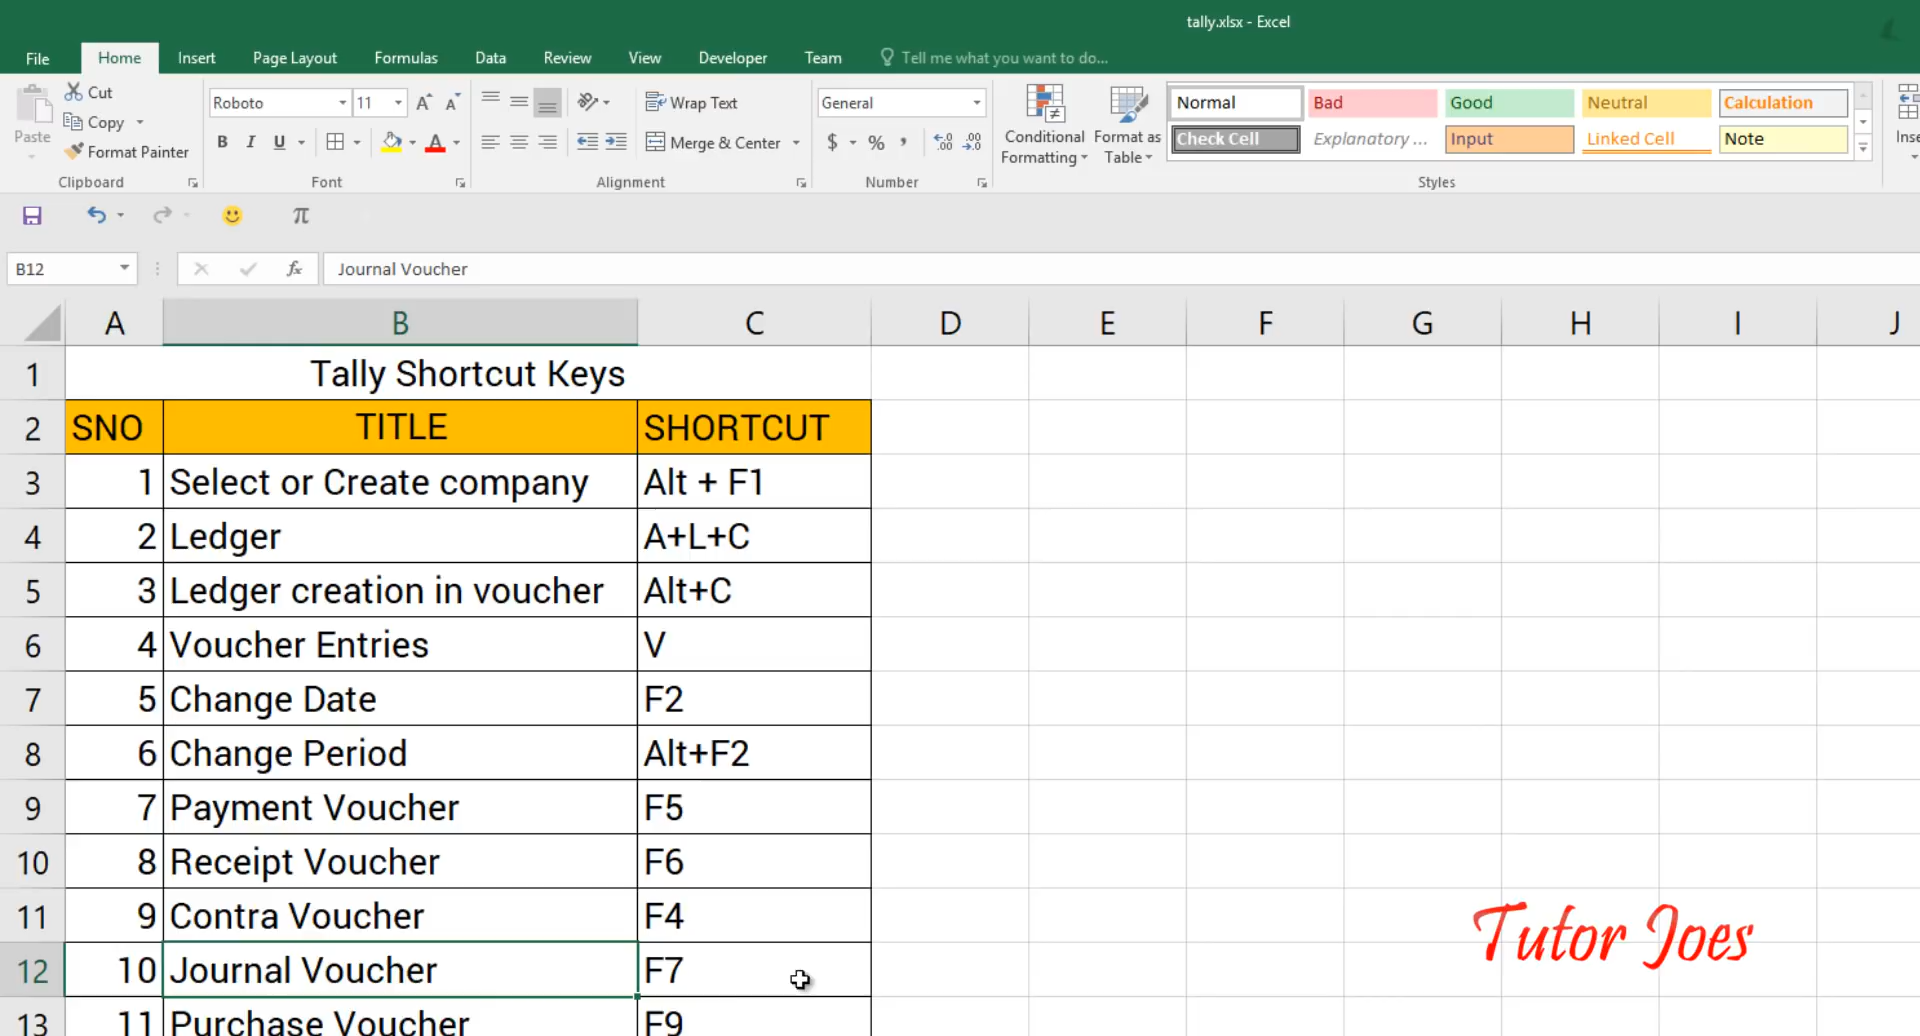 tally.xlsx - Excel
File Home Insert Page Layout Formulas Data Review View Developer Team Tell me what you want to do...
Paste
Cut
Copy
Format Painter
Clipboard
Roboto 11
B I U
Font
Wrap Text
Merge & Center
Alignment
General
$ % ,
Number
Conditional Formatting
Format as Table
Normal Bad Good Neutral Calculation
Check Cell Explanatory ... Input Linked Cell Note
Styles
π
B12 fx Journal Voucher
A B C D E F G H I J
1 Tally Shortcut Keys
2 SNO TITLE SHORTCUT
3 1 Select or Create company Alt + F1
4 2 Ledger A+L+C
5 3 Ledger creation in voucher Alt+C
6 4 Voucher Entries V
7 5 Change Date F2
8 6 Change Period Alt+F2
9 7 Payment Voucher F5
10 8 Receipt Voucher F6
11 9 Contra Voucher F4
12 10 Journal Voucher F7
13 11 Purchase Voucher F9
Tutor Joes